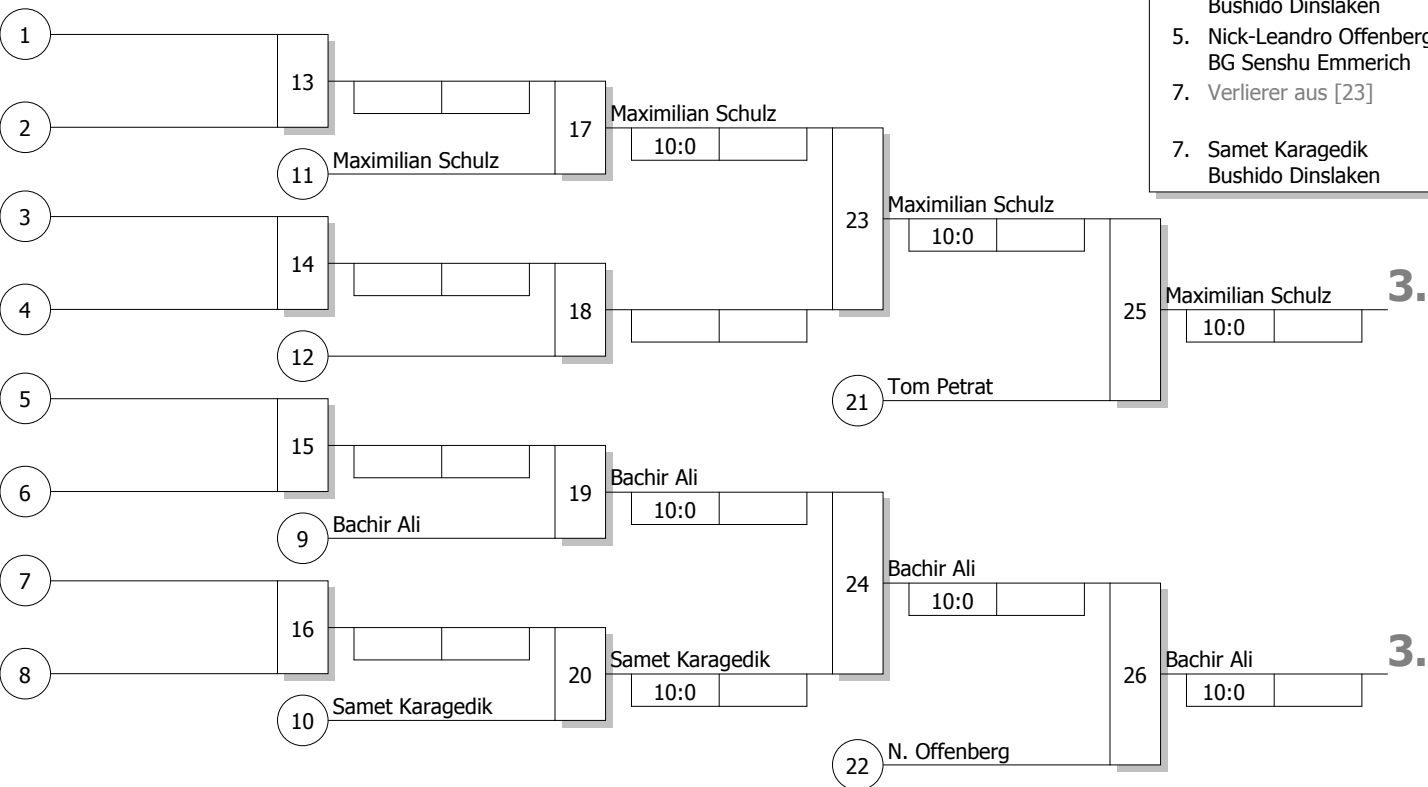 Bushido Dinslaken
5. Nick-Leandro Offenberg
BG Senshu Emmerich
7. Verlierer aus [23]
7. Samet Karagedik
Bushido Dinslaken
1
13
2
17
Maximilian Schulz
10:0
11
Maximilian Schulz
3
23
Maximilian Schulz
10:0
14
4
18
12
25
Maximilian Schulz
10:0
3.
5
21
Tom Petrat
15
6
19
Bachir Ali
10:0
9
Bachir Ali
7
24
Bachir Ali
10:0
16
8
20
Samet Karagedik
10:0
10
Samet Karagedik
26
Bachir Ali
10:0
3.
22
N. Offenberg